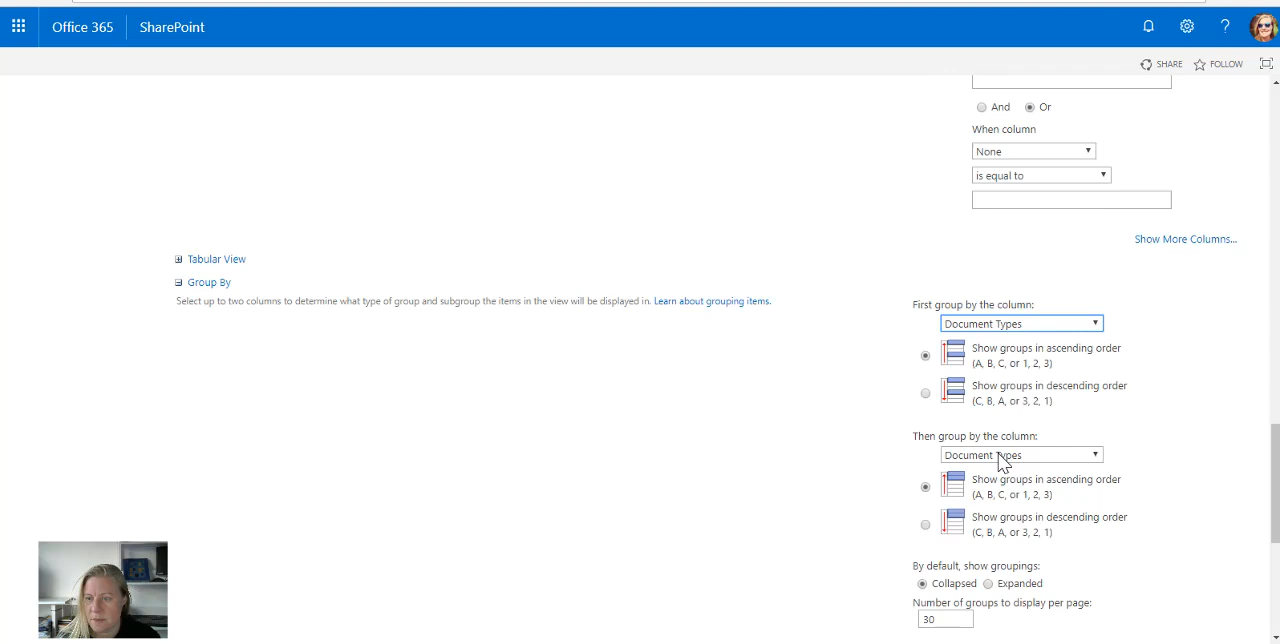 Office 365 SharePoint ?
SHARE FOLLOW
And Or
When column
None
is equal to
Show More Columns...
Tabular View
Group By
Select up to two columns to determine what type of group and subgroup the items in the view will be displayed in. Learn about grouping items.
First group by the column:
Document Types
Show groups in ascending order
(A, B, C, or 1, 2, 3)
Show groups in descending order
(C, B, A, or 3, 2, 1)
Then group by the column:
Document Types
Show groups in ascending order
(A, B, C, or 1, 2, 3)
Show groups in descending order
(C, B, A, or 3, 2, 1)
By default, show groupings:
Collapsed Expanded
Number of groups to display per page:
30